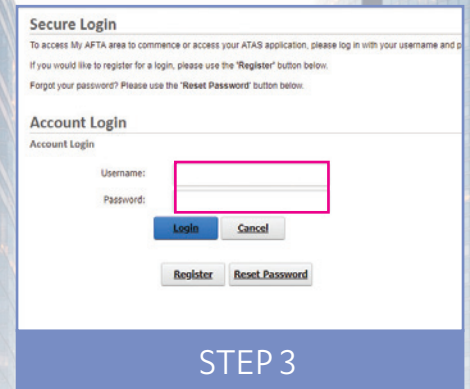 Secure Login
To access My AFTA area to commence or access your ATAS application, please log in with your username and
If you would like to register for a login, please use the 'Register' button below.
Forgot your password? Please use the 'Reset Password' button below.
Account Login
Account Login
Username:
Password:
Login Cancel
Register Reset Password
STEP 3